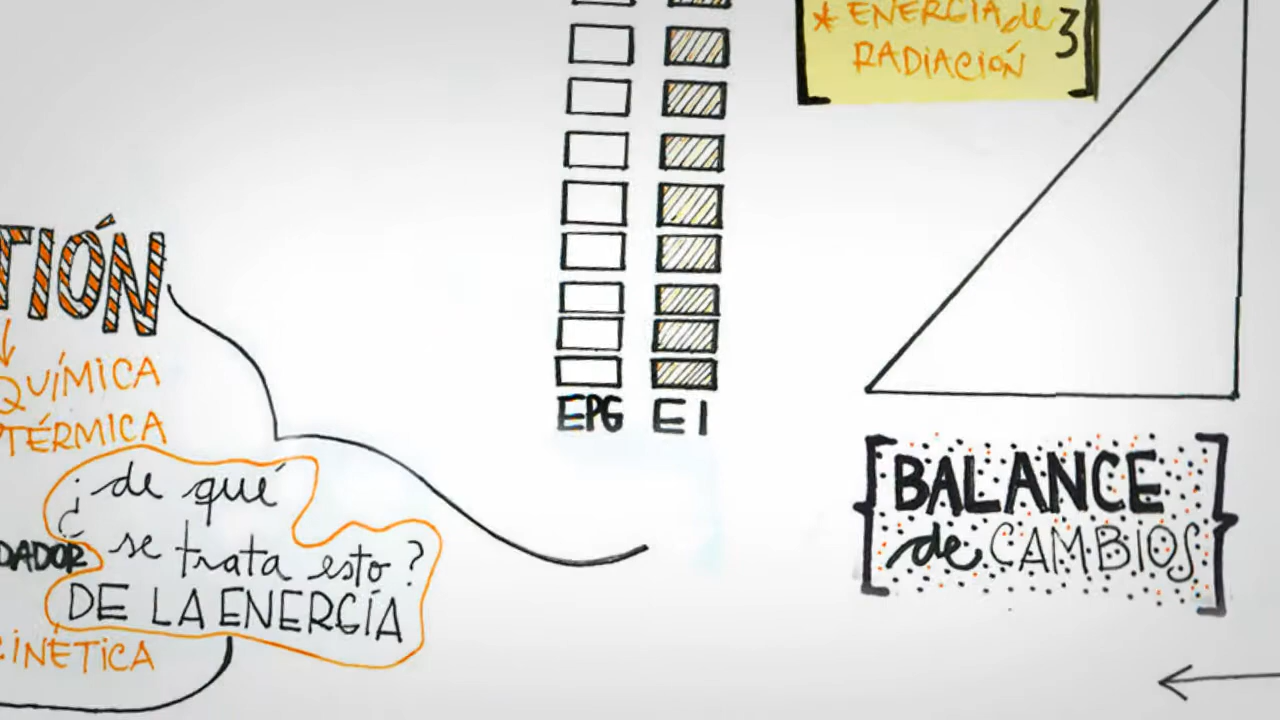 * ENERGÍA de
RADIACIÓN
3
TIÓN
QUÍMICA
TÉRMICA
¿de qué
se trata esto?
DE LA ENERGÍA
DADOR
CINÉTICA
EPG EI
BALANCE
de CAMBIOS